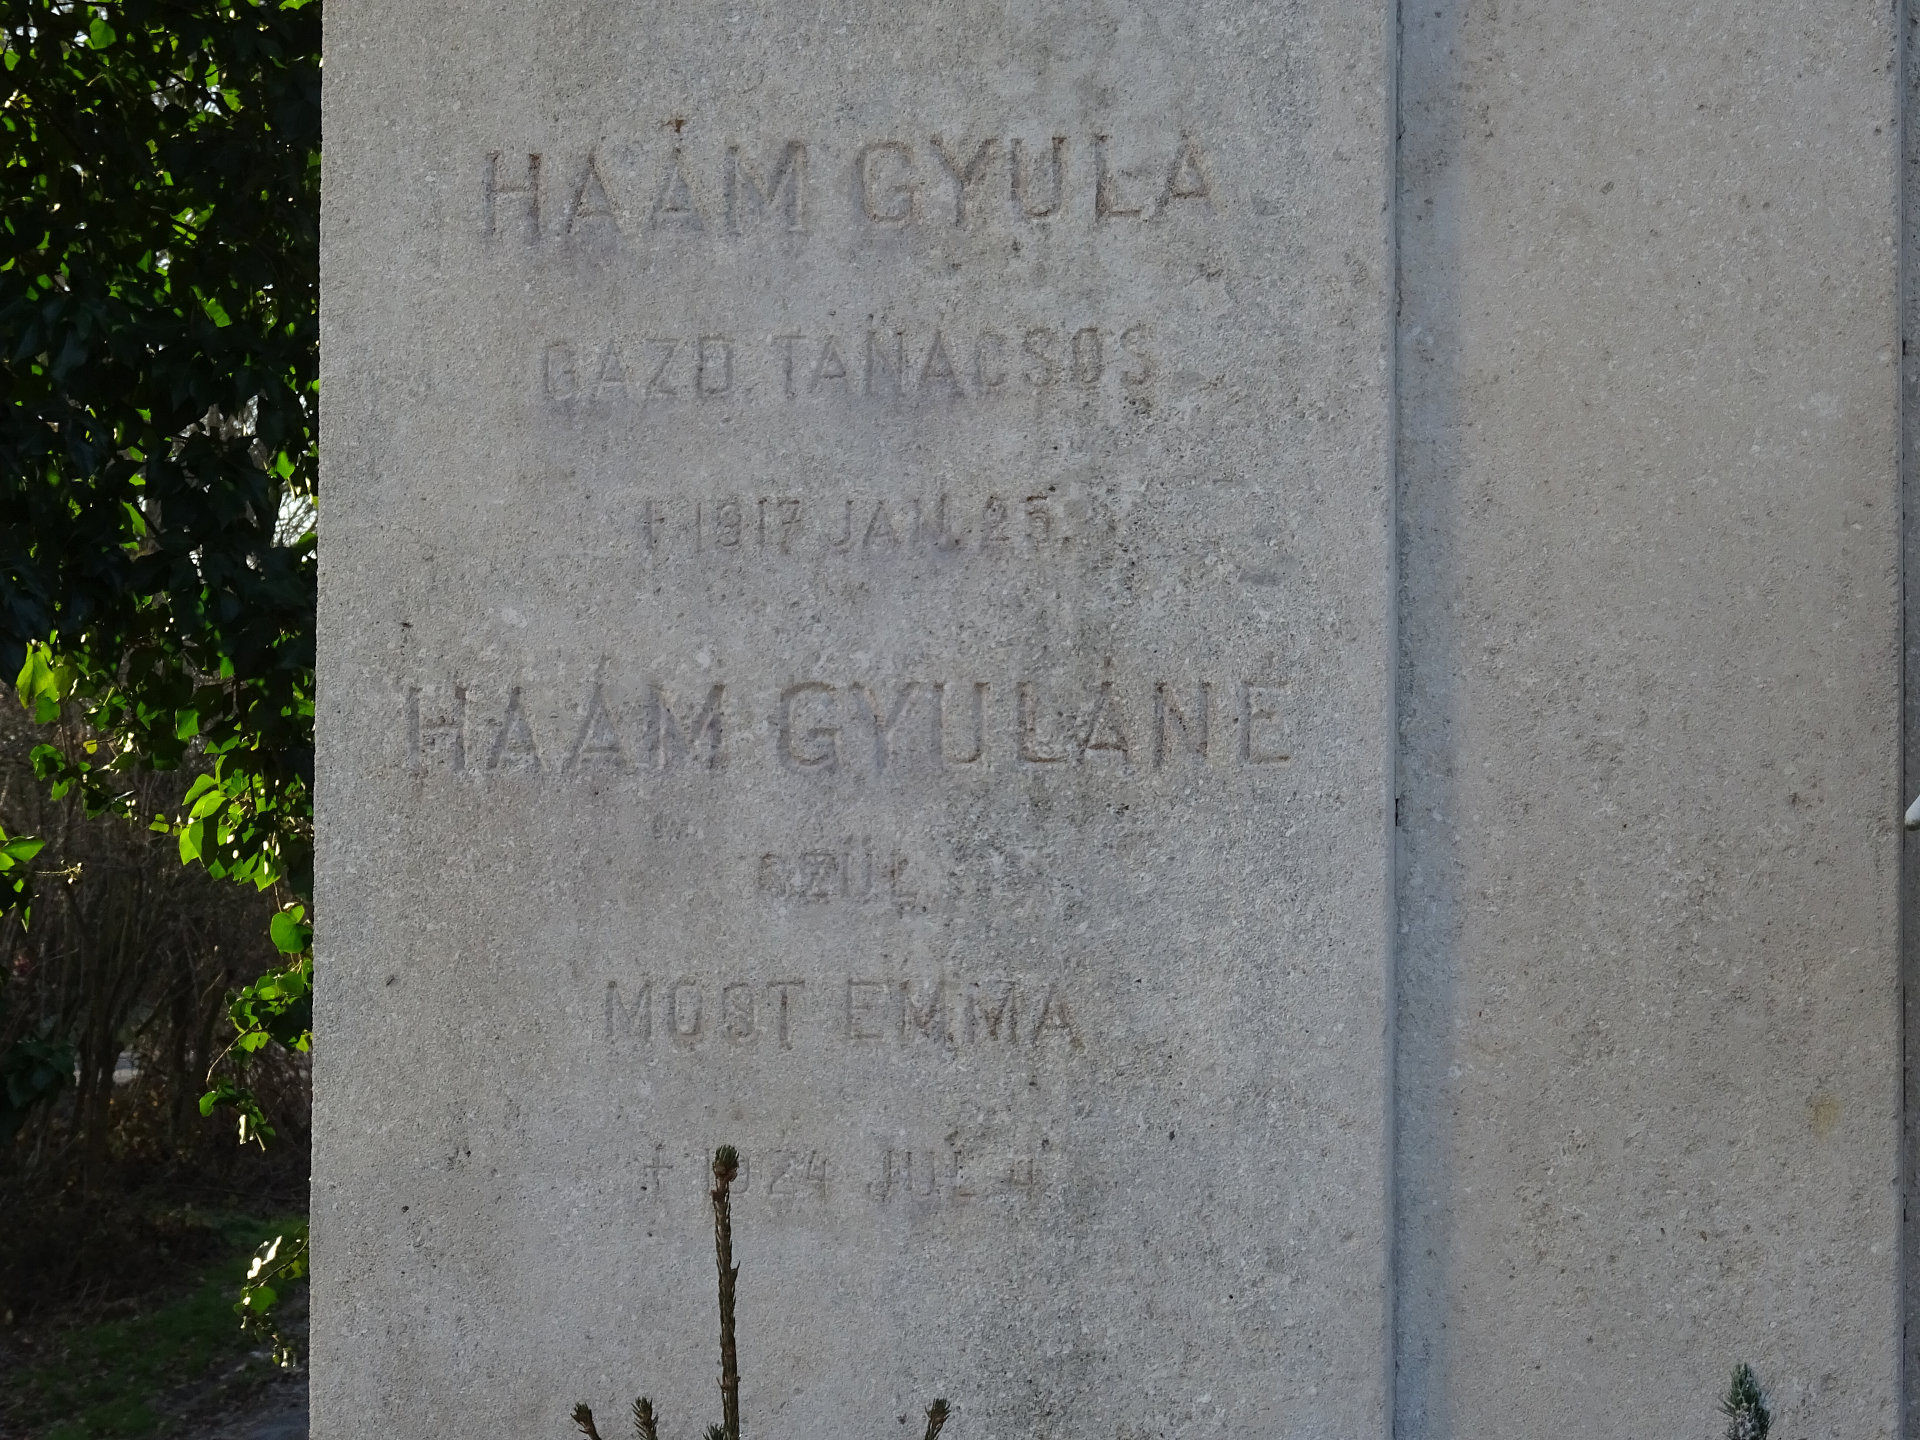 HAÁM GYULA
GAZD TANÁCSOS
† 1917 JAN. 25.
HAÁM GYULÁNÉ
SZÜL.
MOST EMMA
† 1924 JUL 4